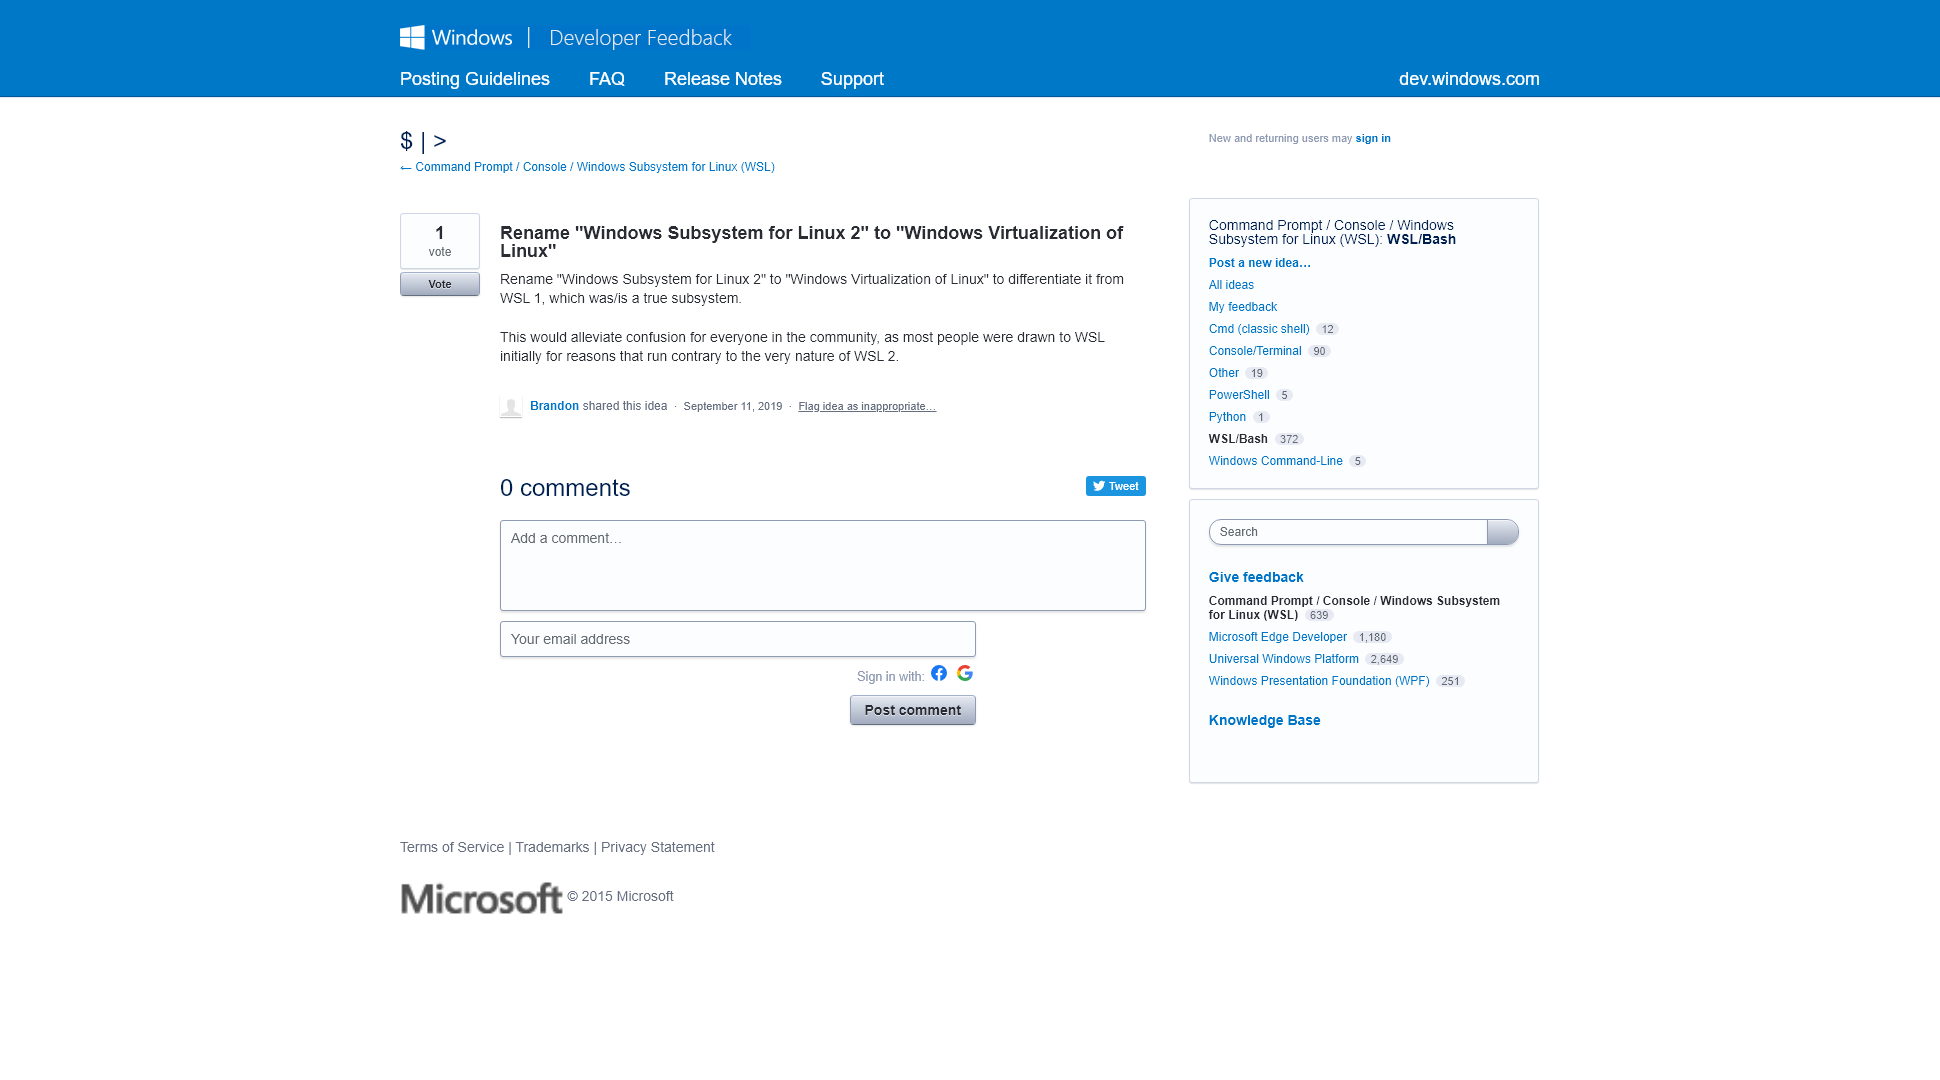 Windows | Developer Feedback
Posting Guidelines FAQ Release Notes Support dev.windows.com
$ | >
← Command Prompt / Console / Windows Subsystem for Linux (WSL)
New and returning users may sign in
1
vote
Vote
Rename "Windows Subsystem for Linux 2" to "Windows Virtualization of
Linux"
Rename "Windows Subsystem for Linux 2" to "Windows Virtualization of Linux" to differentiate it from
WSL 1, which was/is a true subsystem.
This would alleviate confusion for everyone in the community, as most people were drawn to WSL
initially for reasons that run contrary to the very nature of WSL 2.
Brandon shared this idea · September 11, 2019 · Flag idea as inappropriate…
0 comments
Tweet
Add a comment…
Your email address
Sign in with:
Post comment
Command Prompt / Console / Windows
Subsystem for Linux (WSL): WSL/Bash
Post a new idea…
All ideas
My feedback
Cmd (classic shell) 12
Console/Terminal 90
Other 19
PowerShell 5
Python 1
WSL/Bash 372
Windows Command-Line 5
Search
Give feedback
Command Prompt / Console / Windows Subsystem
for Linux (WSL) 639
Microsoft Edge Developer 1,180
Universal Windows Platform 2,649
Windows Presentation Foundation (WPF) 251
Knowledge Base
Terms of Service | Trademarks | Privacy Statement
Microsoft © 2015 Microsoft